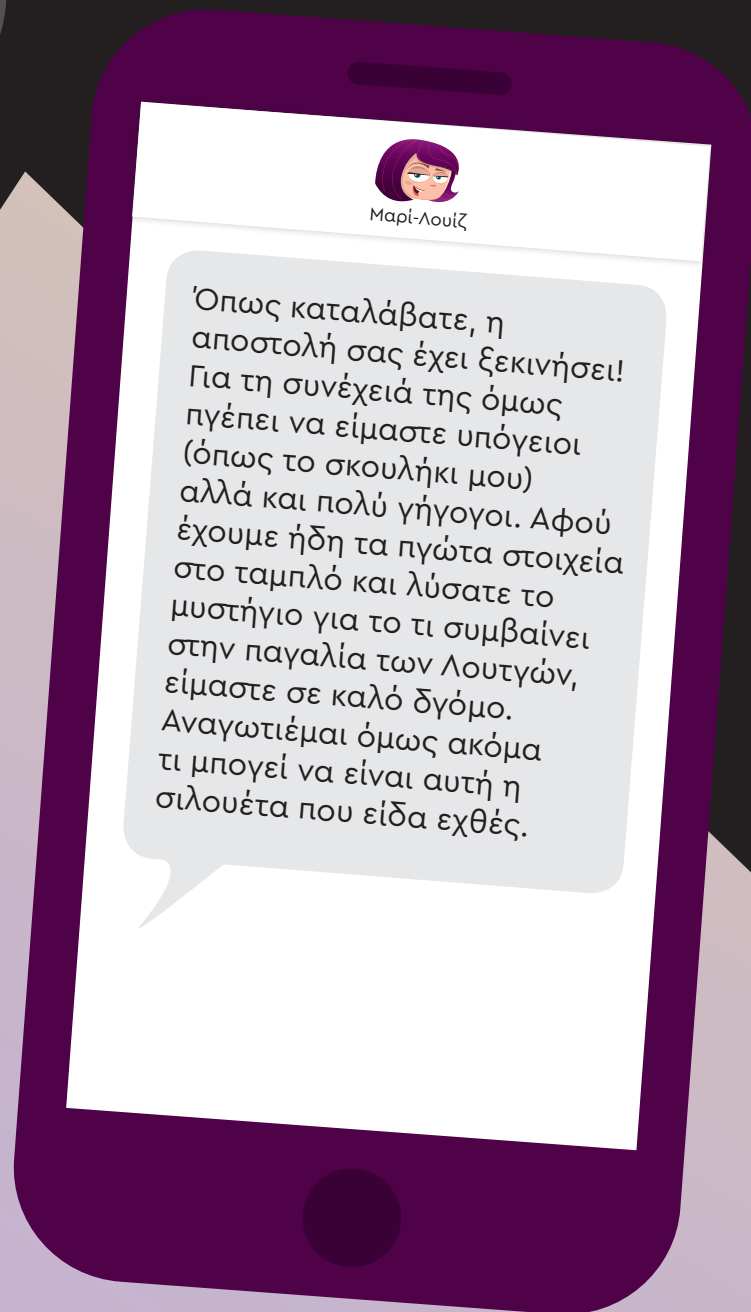 Μαρί-Λουίζ
Όπως καταλάβατε, η
αποστολή σας έχει ξεκινήσει!
Για τη συνέχειά της όμως
πγέπει να είμαστε υπόγειοι
(όπως το σκουλήκι μου)
αλλά και πολύ γήγογοι. Αφού
έχουμε ήδη τα πγώτα στοιχεία
στο ταμπλό και λύσατε το
μυστήγιο για το τι συμβαίνει
στην παγαλία των Λουτγών,
είμαστε σε καλό δγόμο.
Αναγωτιέμαι όμως ακόμα
τι μπογεί να είναι αυτή η
σιλουέτα που είδα εχθές.